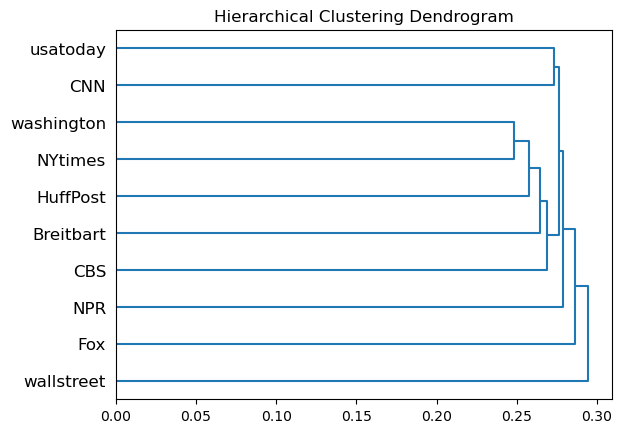 Hierarchical Clustering Dendrogram
usatoday
CNN
washington
NYtimes
HuffPost
Breitbart
CBS
NPR
Fox
wallstreet
0.00 0.05 0.10 0.15 0.20 0.25 0.30